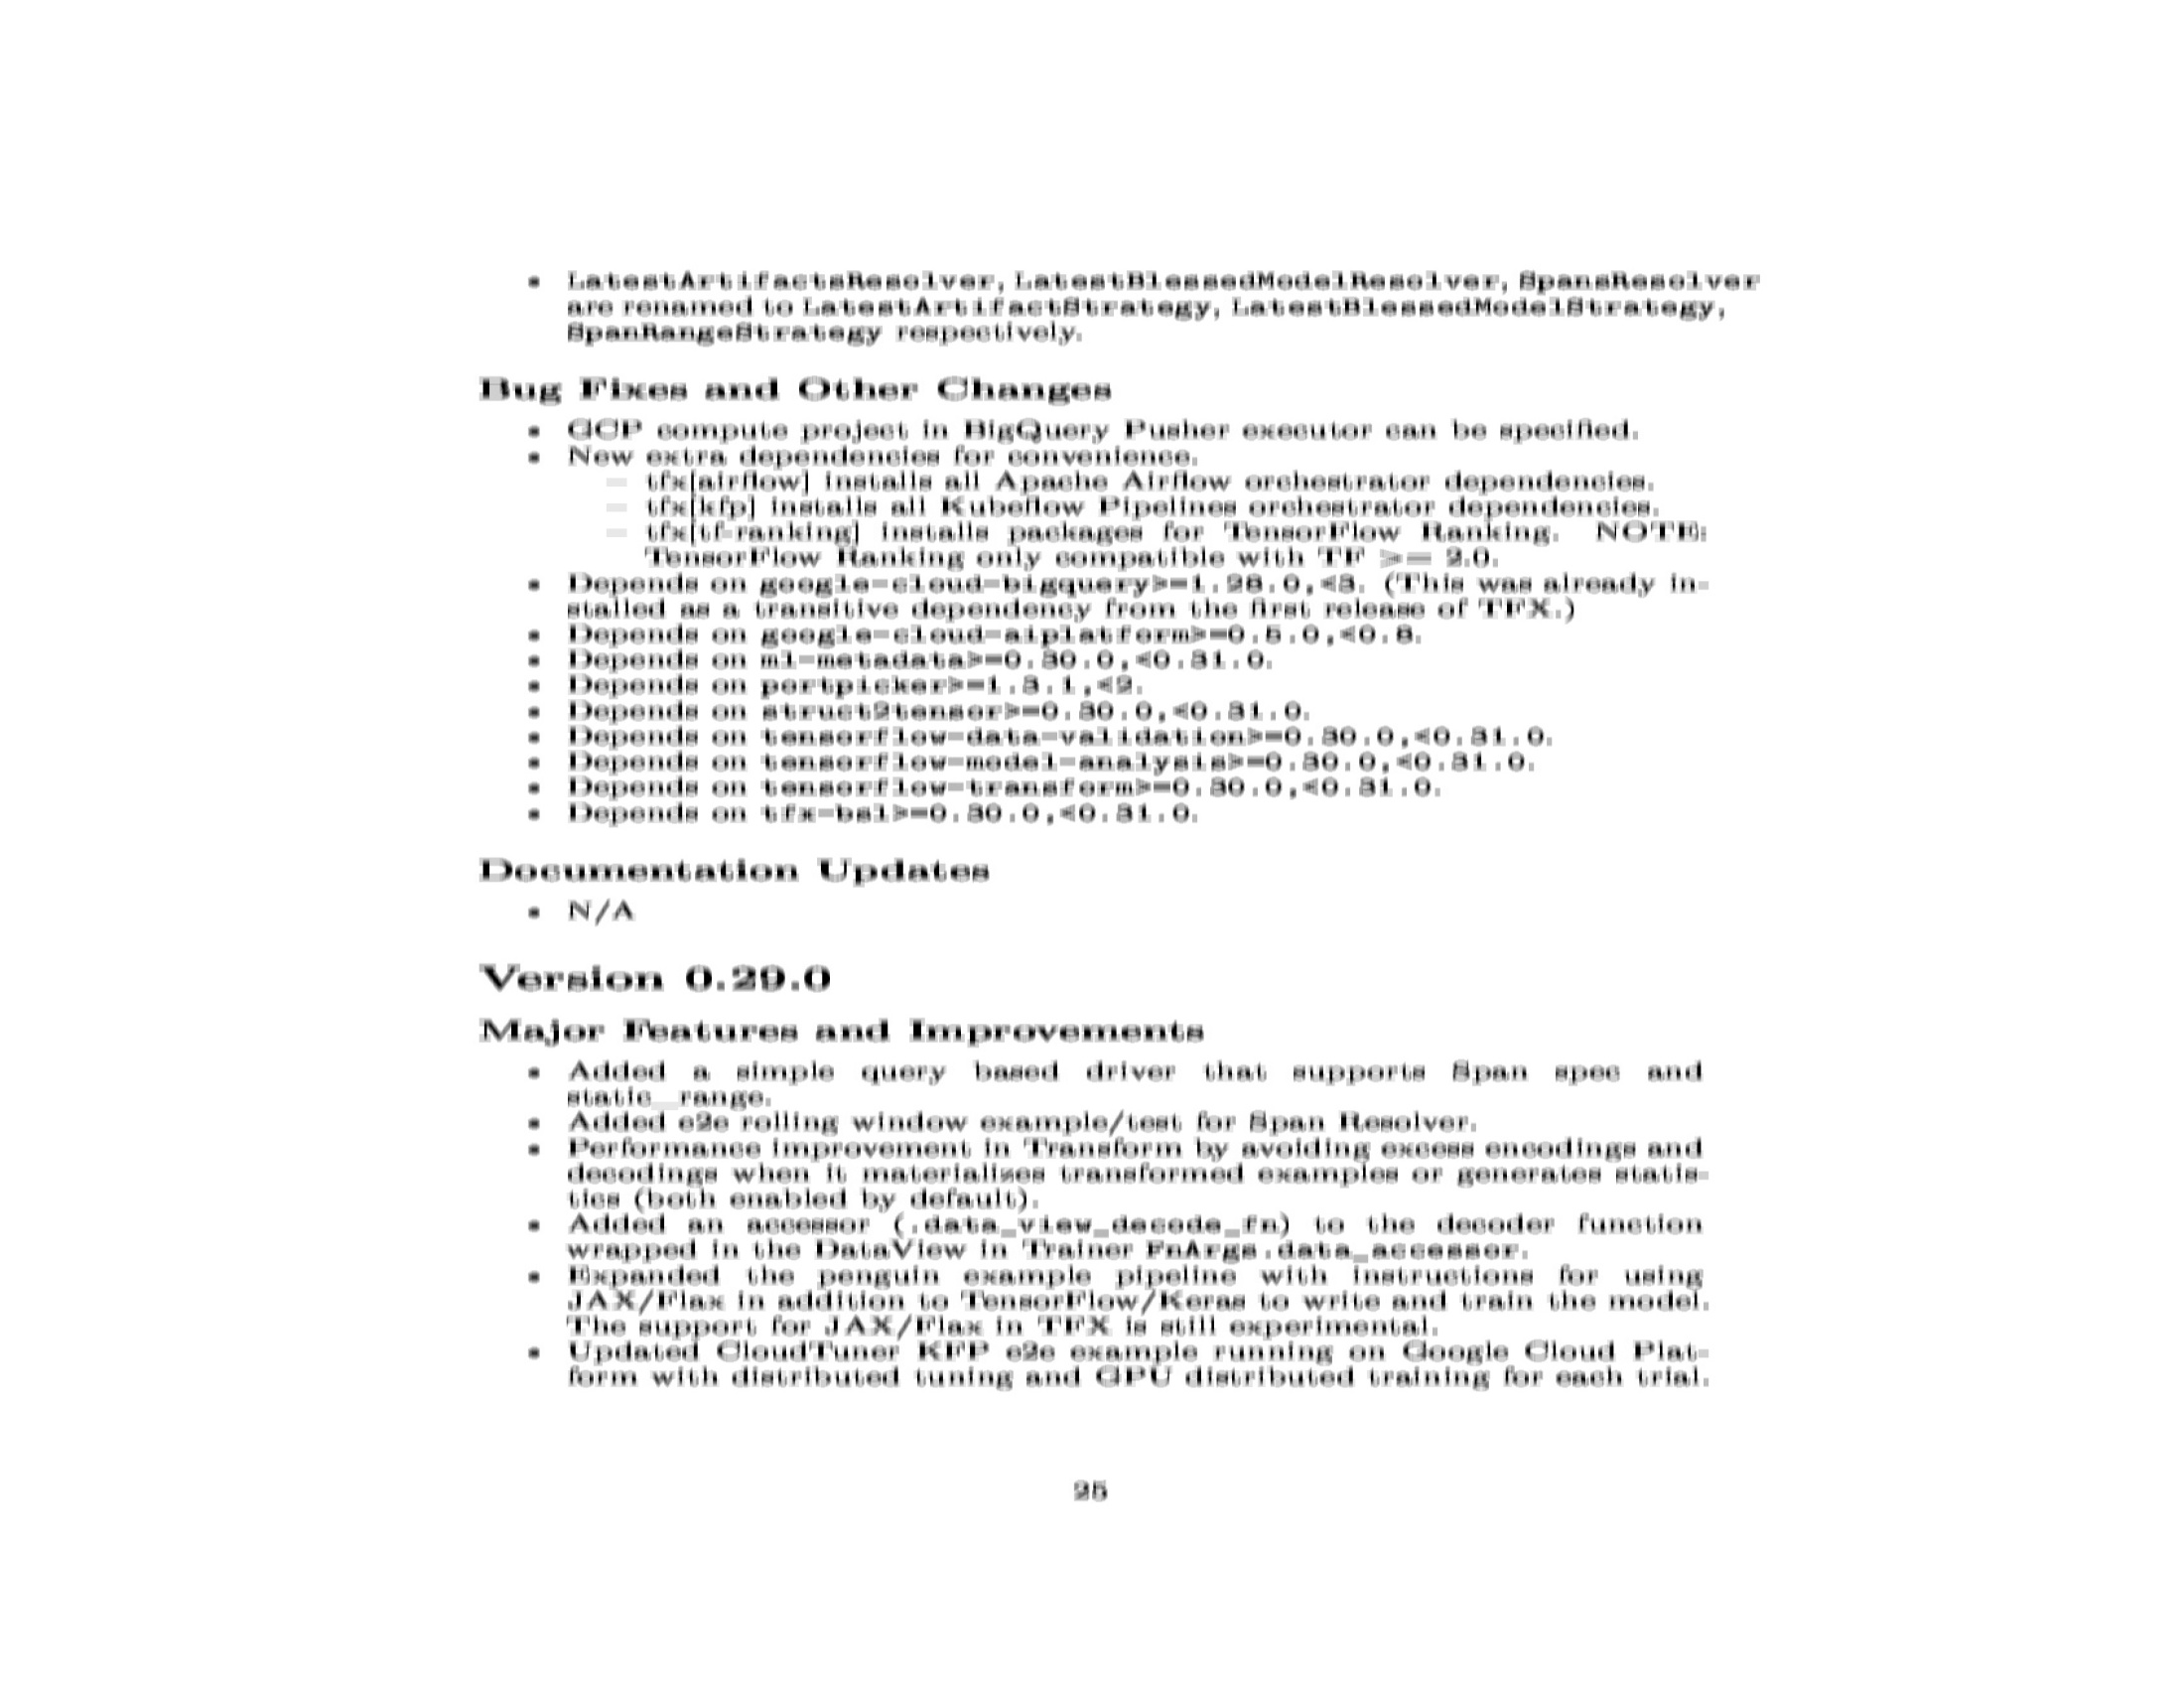 • LatestArtifactsResolver, LatestBlessedModelResolver, SpansResolver
are renamed to LatestArtifactStrategy, LatestBlessedModelStrategy,
SpanRangeStrategy respectively.
Bug Fixes and Other Changes
• GCP compute project in BigQuery Pusher executor can be specified.
• New extra dependencies for convenience.
– tfx[airflow] installs all Apache Airflow orchestrator dependencies.
– tfx[kfp] installs all Kubeflow Pipelines orchestrator dependencies.
– tfx[tf-ranking] installs packages for TensorFlow Ranking. NOTE:
TensorFlow Ranking only compatible with TF >= 2.0.
• Depends on google-cloud-bigquery>=1.28.0,<3. (This was already in-
stalled as a transitive dependency from the first release of TFX.)
• Depends on google-cloud-aiplatform>=0.5.0,<0.8.
• Depends on ml-metadata>=0.30.0,<0.31.0.
• Depends on portpicker>=1.3.1,<2.
• Depends on struct2tensor>=0.30.0,<0.31.0.
• Depends on tensorflow-data-validation>=0.30.0,<0.31.0.
• Depends on tensorflow-model-analysis>=0.30.0,<0.31.0.
• Depends on tensorflow-transform>=0.30.0,<0.31.0.
• Depends on tfx-bsl>=0.30.0,<0.31.0.
Documentation Updates
• N/A
Version 0.29.0
Major Features and Improvements
• Added a simple query based driver that supports Span spec and
static_range.
• Added e2e rolling window example/test for Span Resolver.
• Performance improvement in Transform by avoiding excess encodings and
decodings when it materializes transformed examples or generates statis-
tics (both enabled by default).
• Added an accessor (.data_view_decode_fn) to the decoder function
wrapped in the DataView in Trainer FnArgs.data_accessor.
• Expanded the penguin example pipeline with instructions for using
JAX/Flax in addition to TensorFlow/Keras to write and train the model.
The support for JAX/Flax in TFX is still experimental.
• Updated CloudTuner KFP e2e example running on Google Cloud Plat-
form with distributed tuning and GPU distributed training for each trial.
25